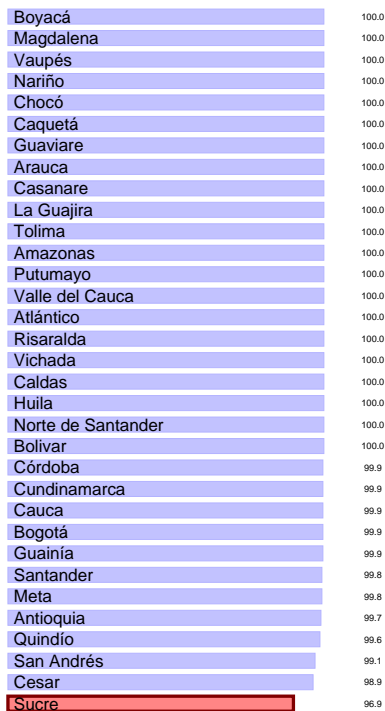 Boyacá 100.0
Magdalena 100.0
Vaupés 100.0
Nariño 100.0
Chocó 100.0
Caquetá 100.0
Guaviare 100.0
Arauca 100.0
Casanare 100.0
La Guajira 100.0
Tolima 100.0
Amazonas 100.0
Putumayo 100.0
Valle del Cauca 100.0
Atlántico 100.0
Risaralda 100.0
Vichada 100.0
Caldas 100.0
Huila 100.0
Norte de Santander 100.0
Bolivar 100.0
Córdoba 99.9
Cundinamarca 99.9
Cauca 99.9
Bogotá 99.9
Guainía 99.9
Santander 99.8
Meta 99.8
Antioquia 99.7
Quindío 99.6
San Andrés 99.1
Cesar 98.9
Sucre 96.9